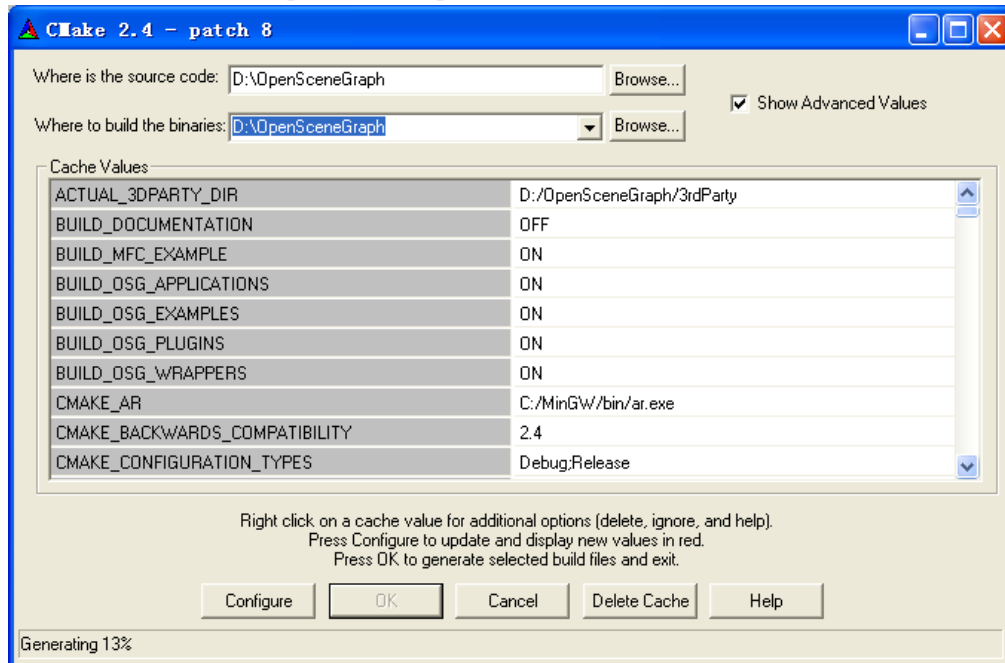 CMake 2.4 - patch 8
Where is the source code: D:\OpenSceneGraph Browse...
Show Advanced Values
Where to build the binaries: D:\OpenSceneGraph Browse...
Cache Values
ACTUAL_3DPARTY_DIR D:/OpenSceneGraph/3rdParty
BUILD_DOCUMENTATION OFF
BUILD_MFC_EXAMPLE ON
BUILD_OSG_APPLICATIONS ON
BUILD_OSG_EXAMPLES ON
BUILD_OSG_PLUGINS ON
BUILD_OSG_WRAPPERS ON
CMAKE_AR C:/MinGW/bin/ar.exe
CMAKE_BACKWARDS_COMPATIBILITY 2.4
CMAKE_CONFIGURATION_TYPES Debug;Release
Right click on a cache value for additional options (delete, ignore, and help).
Press Configure to update and display new values in red.
Press OK to generate selected build files and exit.
Configure OK Cancel Delete Cache Help
Generating 13%